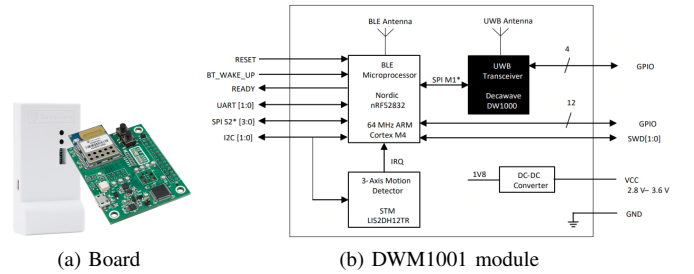 BLE Antenna
UWB Antenna
RESET
BT_WAKE_UP
READY
UART [1:0]
SPI S2* [3:0]
I2C [1:0]
BLE
Microprocessor
Nordic
nRF52832
64 MHz ARM
Cortex M4
SPI M1*
UWB
Transceiver
Decawave
DW1000
4
GPIO
12
GPIO
SWD[1:0]
IRQ
3-Axis Motion
Detector
STM
LIS2DH12TR
1V8
DC-DC
Converter
VCC
2.8 V– 3.6 V
GND
(a) Board
(b) DWM1001 module